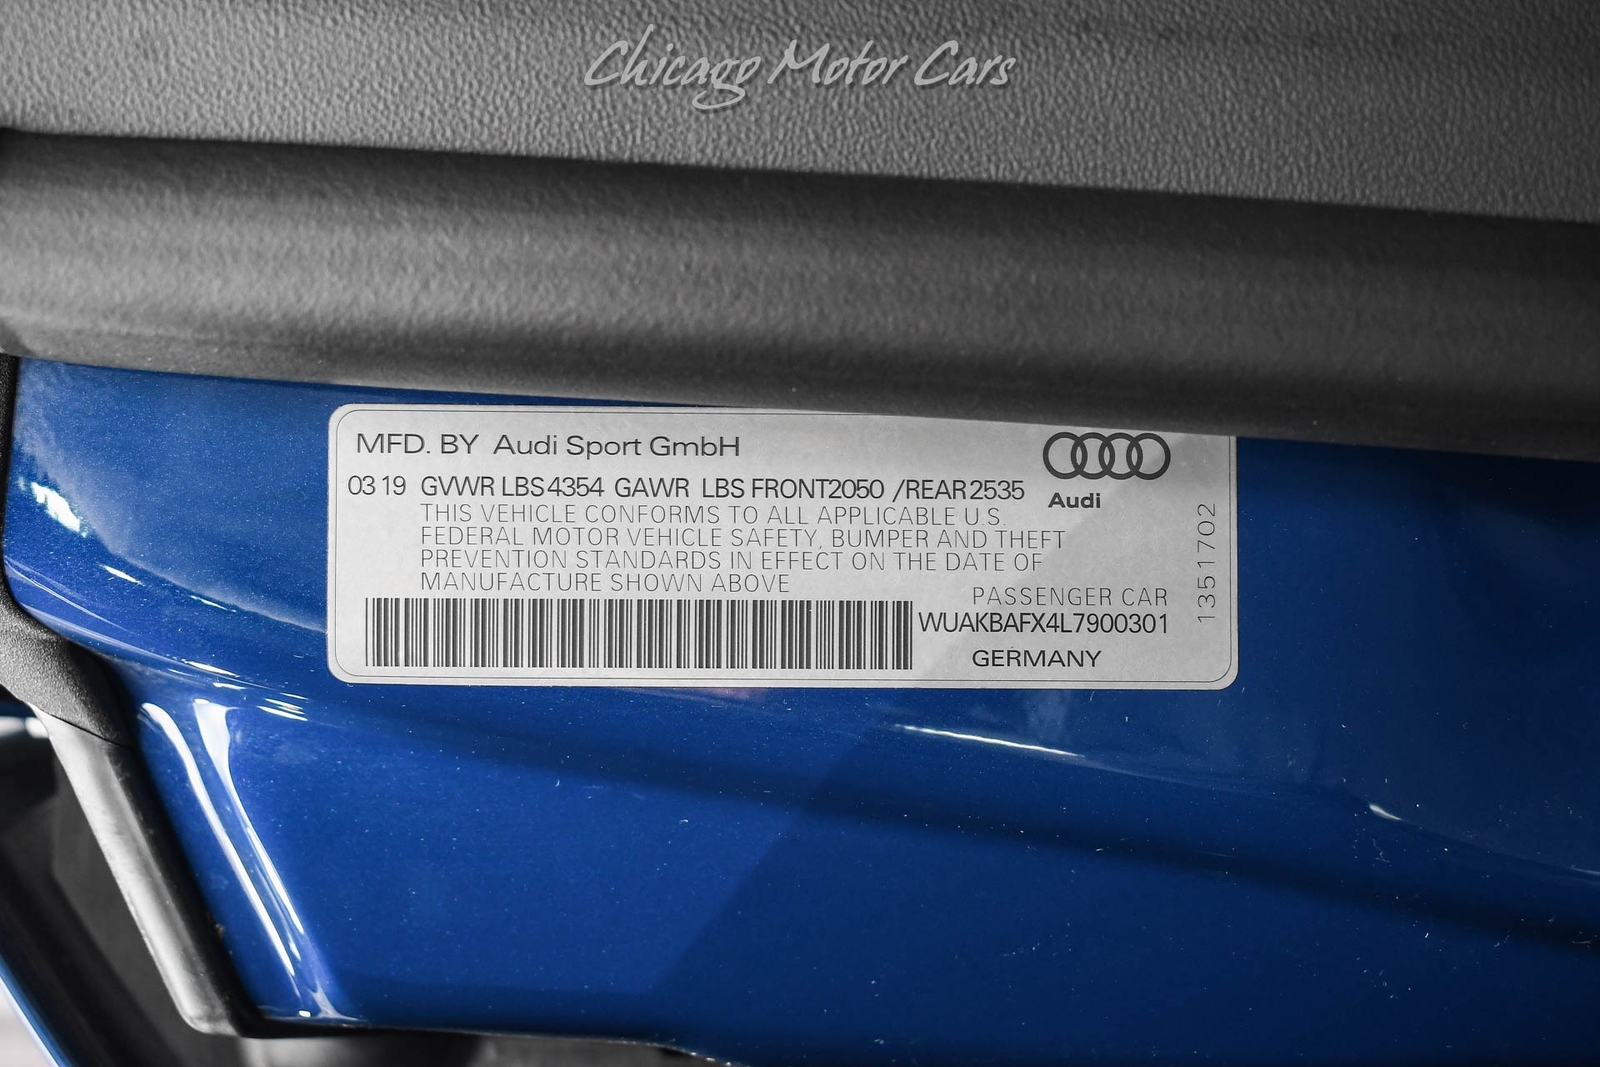 Chicago Motor Cars
MFD. BY Audi Sport GmbH
03 19 GVWR LBS 4354 GAWR LBS FRONT2050 /REAR 2535
Audi
THIS VEHICLE CONFORMS TO ALL APPLICABLE U.S.
FEDERAL MOTOR VEHICLE SAFETY, BUMPER AND THEFT
PREVENTION STANDARDS IN EFFECT ON THE DATE OF
MANUFACTURE SHOWN ABOVE
PASSENGER CAR
WUAKBAFX4L7900301
GERMANY
1351702